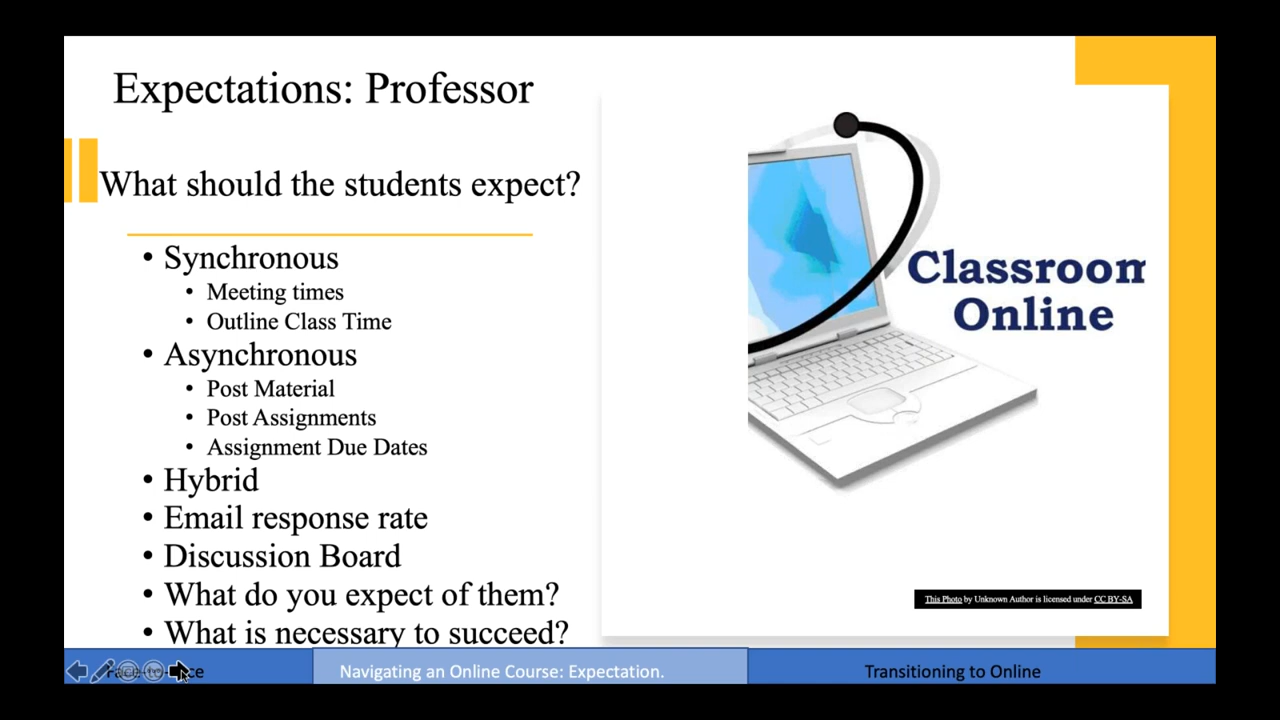 Expectations: Professor
What should the students expect?
• Synchronous
• Meeting times
• Outline Class Time
• Asynchronous
• Post Material
• Post Assignments
• Assignment Due Dates
• Hybrid
• Email response rate
• Discussion Board
• What do you expect of them?
• What is necessary to succeed?
Classroom
Online
This Photo by Unknown Author is licensed under CC BY-SA
Navigating an Online Course: Expectation.
Transitioning to Online